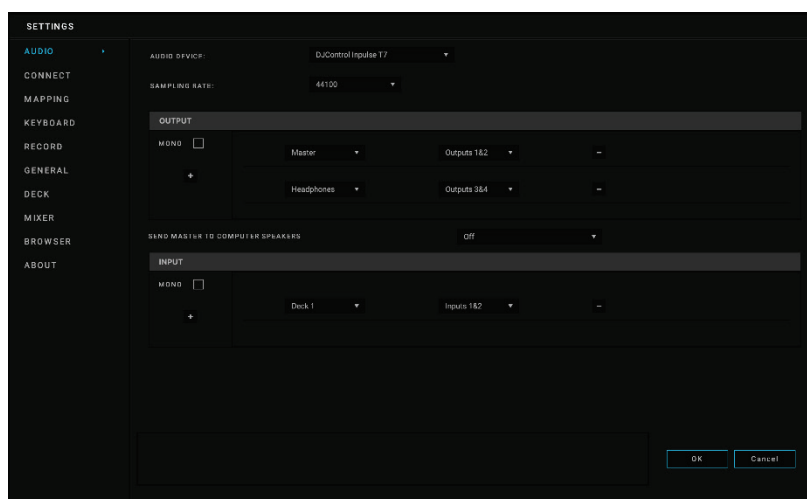 SETTINGS
AUDIO
CONNECT
MAPPING
KEYBOARD
RECORD
GENERAL
DECK
MIXER
BROWSER
ABOUT
AUDIO DEVICE: DJControl Inpulse T7
SAMPLING RATE: 44100
OUTPUT
MONO
+
Master Outputs 1&2 –
Headphones Outputs 3&4 –
SEND MASTER TO COMPUTER SPEAKERS Off
INPUT
MONO
+
Deck 1 Inputs 1&2 –
OK Cancel